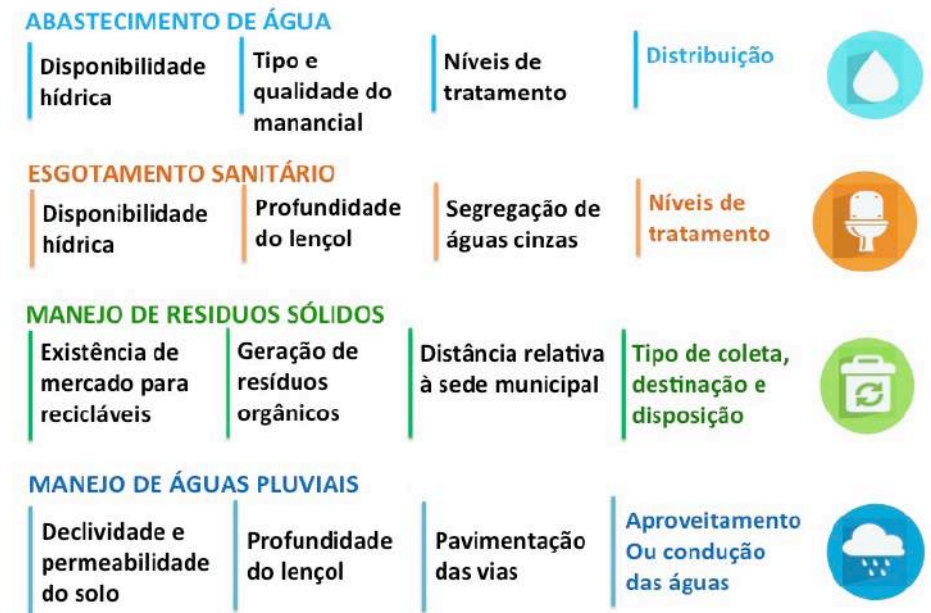 ABASTECIMENTO DE ÁGUA
Disponibilidade
hídrica
Tipo e
qualidade do
manancial
Níveis de
tratamento
Distribuição
ESGOTAMENTO SANITÁRIO
Disponibilidade
hídrica
Profundidade
do lençol
Segregação de
águas cinzas
Níveis de
tratamento
MANEJO DE RESIDUOS SÓLIDOS
Existência de
mercado para
recicláveis
Geração de
resíduos
orgânicos
Distância relativa
à sede municipal
Tipo de coleta,
destinação e
disposição
MANEJO DE ÁGUAS PLUVIAIS
Declividade e
permeabilidade
do solo
Profundidade
do lençol
Pavimentação
das vias
Aproveitamento
Ou condução
das águas